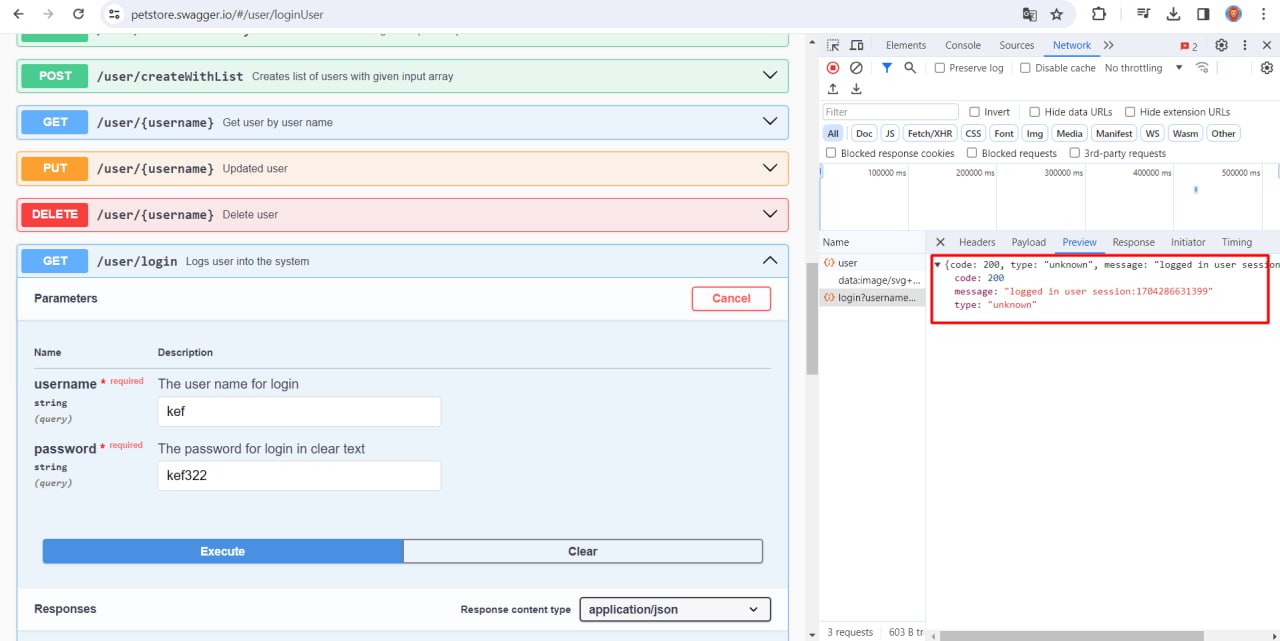 petstore.swagger.io/#/user/loginUser
POST /user/createWithList Creates list of users with given input array
GET /user/{username} Get user by user name
PUT /user/{username} Updated user
DELETE /user/{username} Delete user
GET /user/login Logs user into the system
Parameters
Cancel
Name Description
username * required The user name for login
string
(query)
kef
password * required The password for login in clear text
string
(query)
kef322
Execute Clear
Responses Response content type application/json
Elements Console Sources Network 2
Preserve log Disable cache No throttling
Filter Invert Hide data URLs Hide extension URLs
All Doc JS Fetch/XHR CSS Font Img Media Manifest WS Wasm Other
Blocked response cookies Blocked requests 3rd-party requests
100000 ms 200000 ms 300000 ms 400000 ms 500000 ms
Name Headers Payload Preview Response Initiator Timing
user
data:image/svg+...
login?username...
{code: 200, type: "unknown", message: "logged in user session
code: 200
message: "logged in user session:1704286631399"
type: "unknown"
3 requests 603 B tr